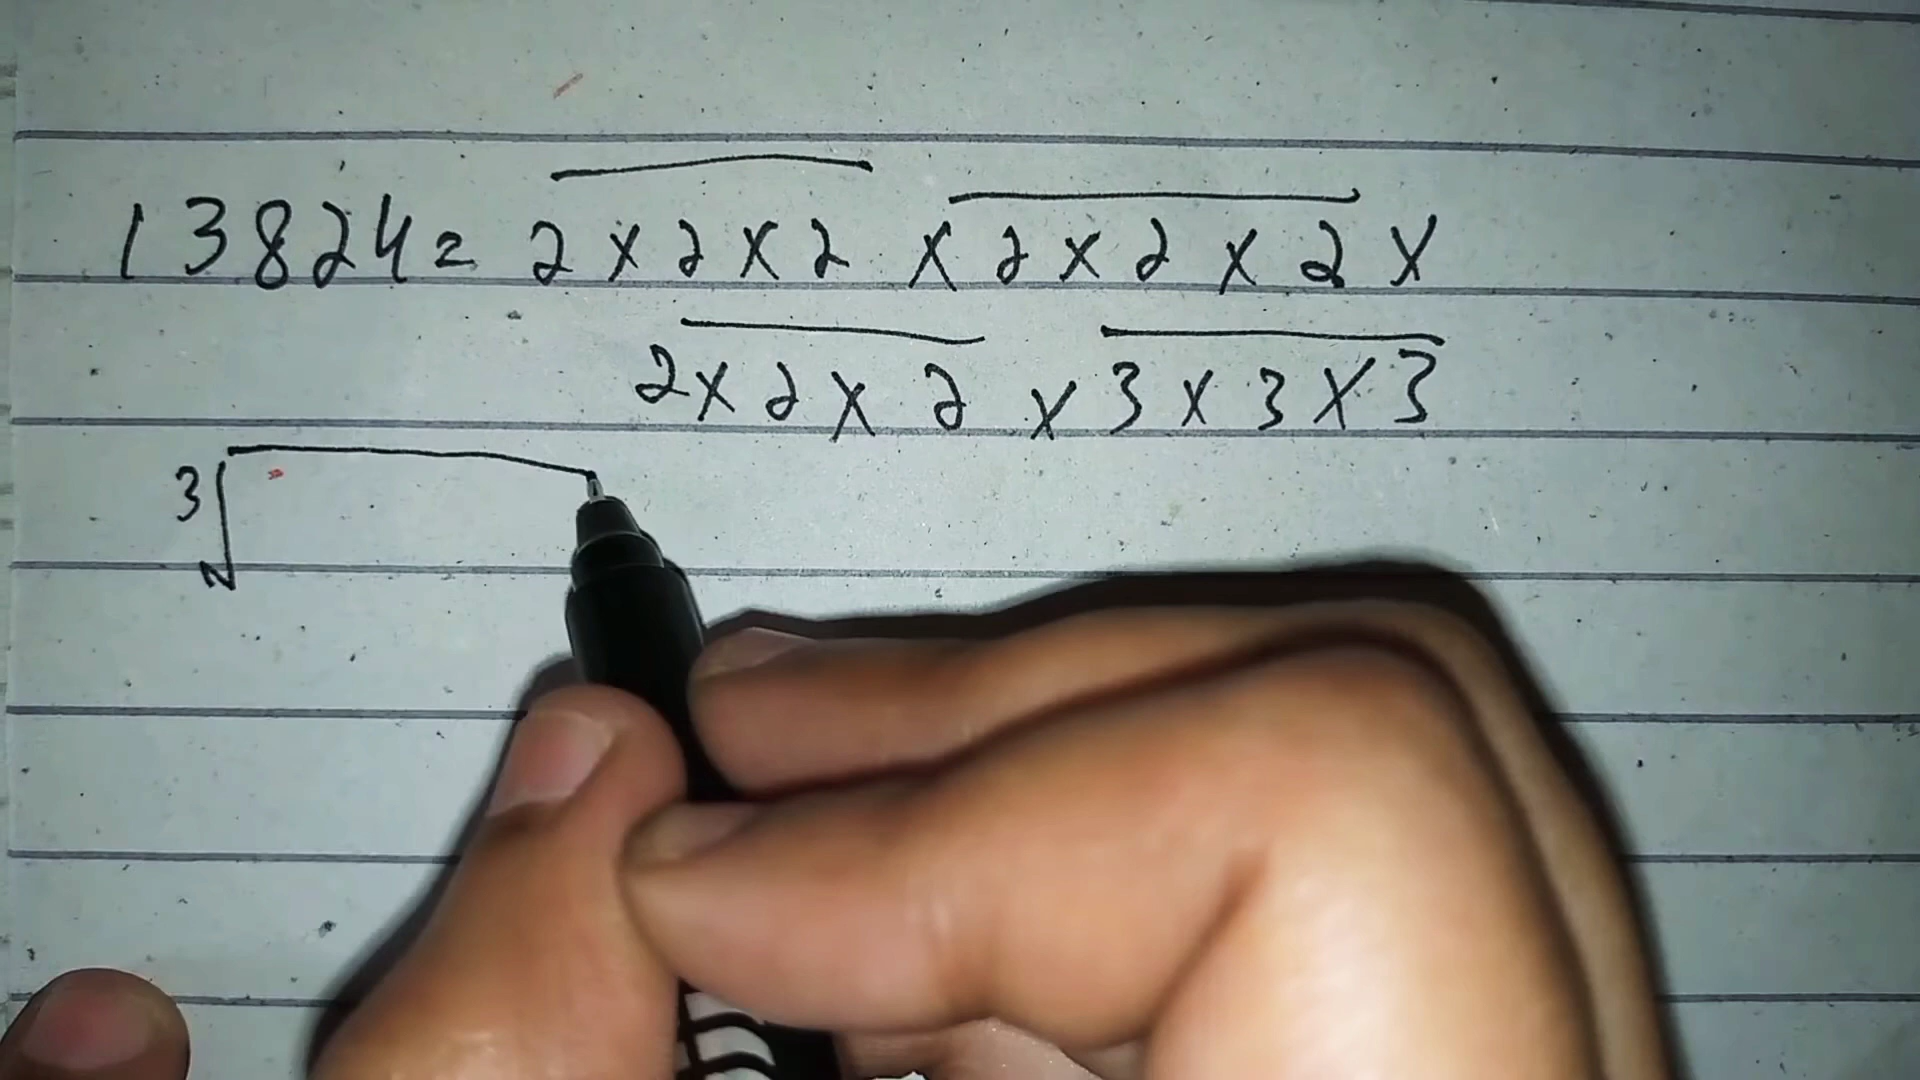 13824 = 2 x 2 x 2 x 2 x 2 x 2 x
2 x 2 x 2 x 3 x 3 x 3
3√